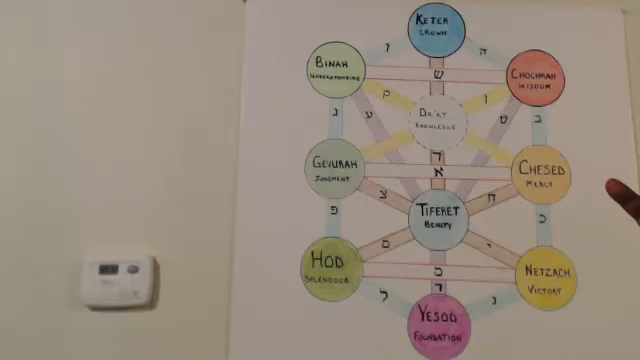 KETER
CROWN
ו
ה
BINAH
UNDERSTANDING
ש
CHOCHMAH
WISDOM
ק
ע
DA'AT
KNOWLEDGE
ט
ב
ר
GEVURAH
JUDGMENT
א
CHESED
MERCY
צ
ח
פ
TIFERET
BEAUTY
כ
ס
י
HOD
SPLENDOUR
מ
NETZACH
VICTORY
ל
נ
YESOD
FOUNDATION